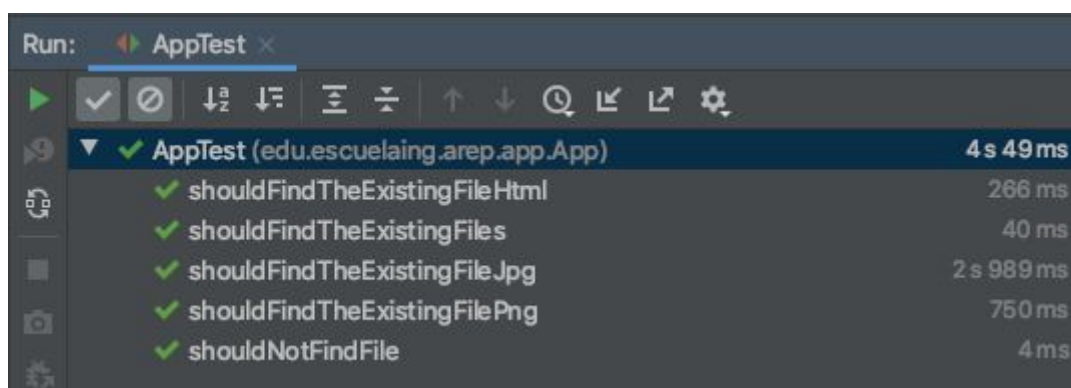 Run: AppTest
AppTest (edu.escuelaing.arep.app.App) 4 s 49 ms
shouldFindTheExistingFileHtml 266 ms
shouldFindTheExistingFiles 40 ms
shouldFindTheExistingFileJpg 2 s 989 ms
shouldFindTheExistingFilePng 750 ms
shouldNotFindFile 4 ms